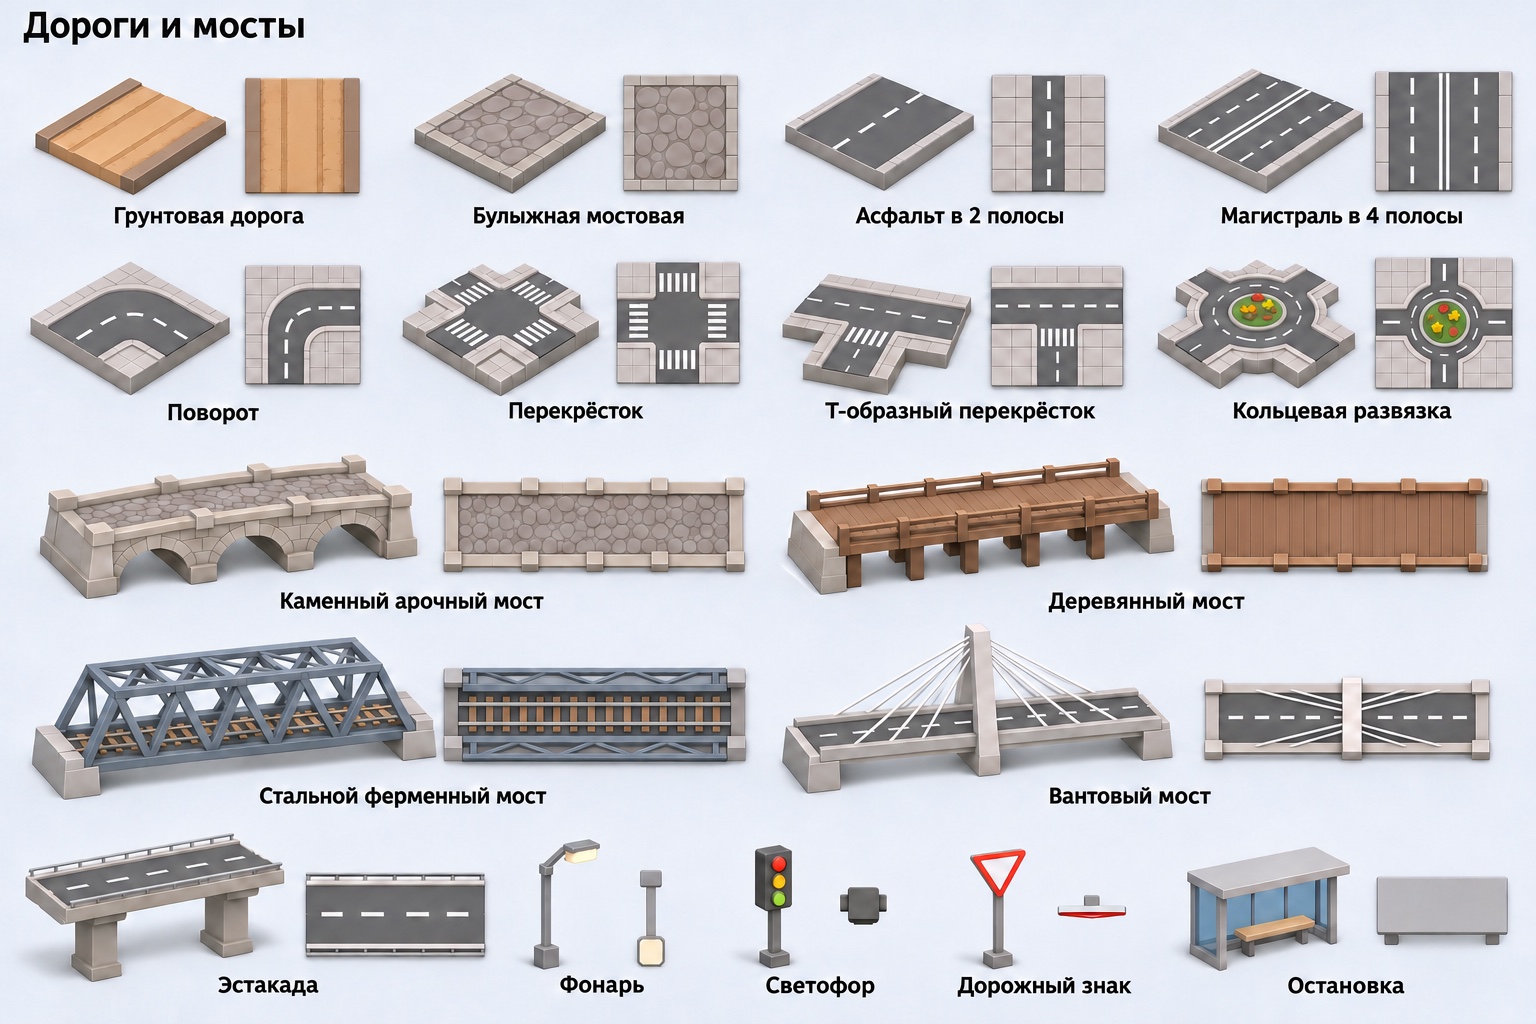 Дороги и мосты
Грунтовая дорога
Булыжная мостовая
Асфальт в 2 полосы
Магистраль в 4 полосы
Поворот
Перекрёсток
Т-образный перекрёсток
Кольцевая развязка
Каменный арочный мост
Деревянный мост
Стальной ферменный мост
Вантовый мост
Эстакада
Фонарь
Светофор
Дорожный знак
Остановка